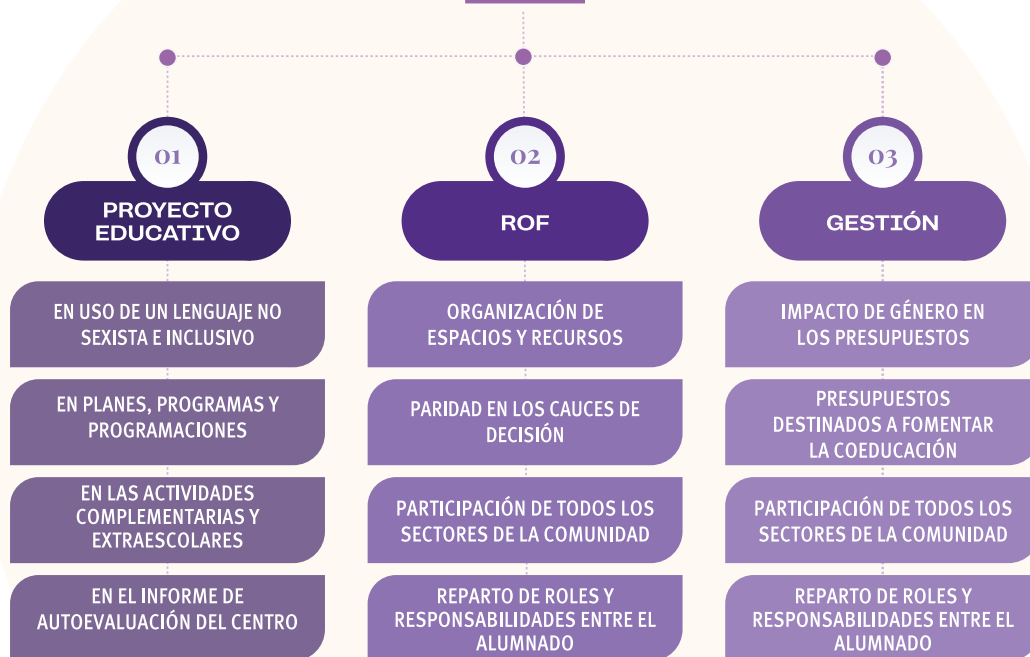 01
PROYECTO
EDUCATIVO
EN USO DE UN LENGUAJE NO
SEXISTA E INCLUSIVO
EN PLANES, PROGRAMAS Y
PROGRAMACIONES
EN LAS ACTIVIDADES
COMPLEMENTARIAS Y
EXTRAESCOLARES
EN EL INFORME DE
AUTOEVALUACIÓN DEL CENTRO
02
ROF
ORGANIZACIÓN DE
ESPACIOS Y RECURSOS
PARIDAD EN LOS CAUCES DE
DECISIÓN
PARTICIPACIÓN DE TODOS LOS
SECTORES DE LA COMUNIDAD
REPARTO DE ROLES Y
RESPONSABILIDADES ENTRE EL
ALUMNADO
03
GESTIÓN
IMPACTO DE GÉNERO EN
LOS PRESUPUESTOS
PRESUPUESTOS
DESTINADOS A FOMENTAR
LA COEDUCACIÓN
PARTICIPACIÓN DE TODOS LOS
SECTORES DE LA COMUNIDAD
REPARTO DE ROLES Y
RESPONSABILIDADES ENTRE EL
ALUMNADO